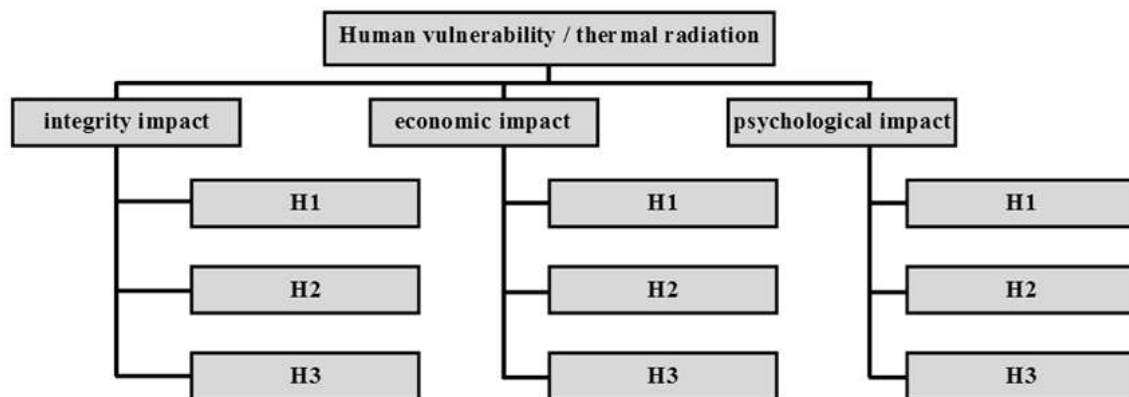 Human vulnerability / thermal radiation
integrity impact
economic impact
psychological impact
H1
H1
H1
H2
H2
H2
H3
H3
H3